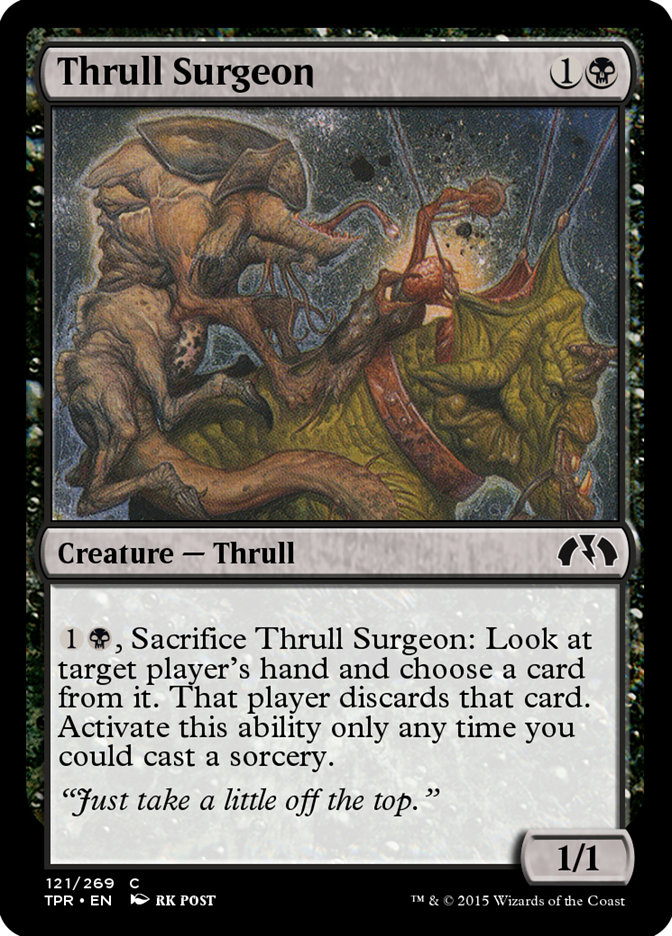 Thrull Surgeon 1
Creature — Thrull
1, Sacrifice Thrull Surgeon: Look at
target player's hand and choose a card
from it. That player discards that card.
Activate this ability only any time you
could cast a sorcery.
“Just take a little off the top.”
1/1
121/269 C
TPR • EN RK POST
™ & © 2015 Wizards of the Coast